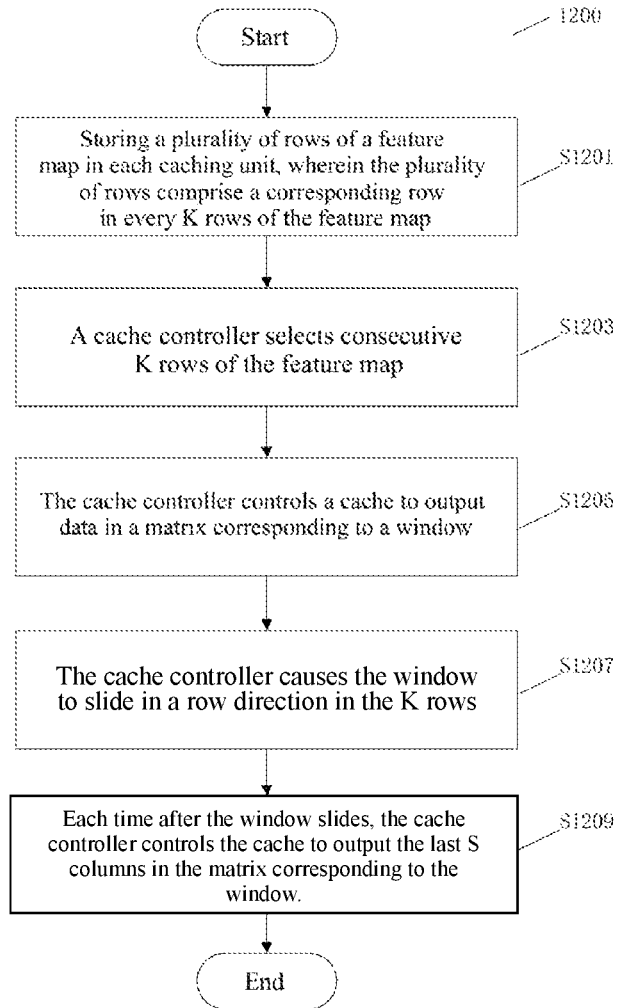 1200
Start
Storing a plurality of rows of a feature
map in each caching unit, wherein the plurality
of rows comprise a corresponding row
in every K rows of the feature map
S1201
A cache controller selects consecutive
K rows of the feature map
S1203
The cache controller controls a cache to output
data in a matrix corresponding to a window
S1205
The cache controller causes the window
to slide in a row direction in the K rows
S1207
Each time after the window slides, the cache
controller controls the cache to output the last S
columns in the matrix corresponding to the
window.
S1209
End